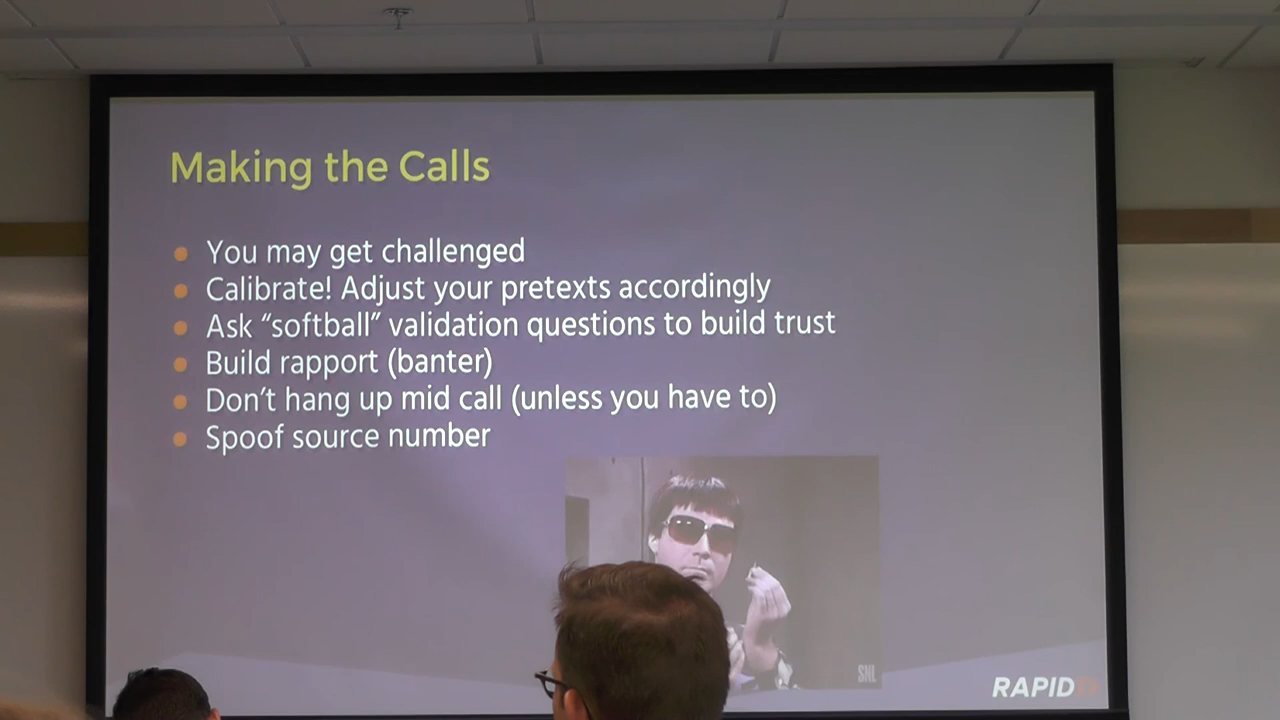 Making the Calls
You may get challenged
Calibrate! Adjust your pretexts accordingly
Ask “softball” validation questions to build trust
Build rapport (banter)
Don’t hang up mid call (unless you have to)
Spoof source number
SNL
RAPID